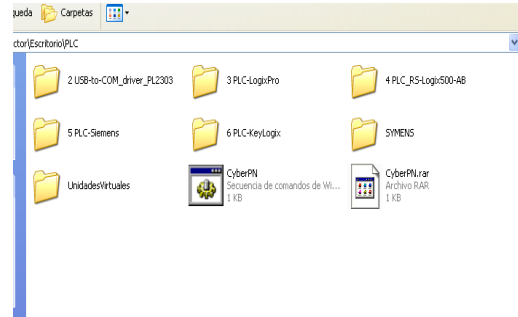 queda Carpetas
ctor\Escritorio\PLC
2 USB-to-COM_driver_PL2303
3 PLC-LogixPro
4 PLC_RS-Logix500-AB
5 PLC-Siemens
6 PLC-KeyLogix
SYMENS
UnidadesVirtuales
CyberPN
Secuencia de comandos de Wi...
1 KB
CyberPN.rar
Archivo RAR
1 KB